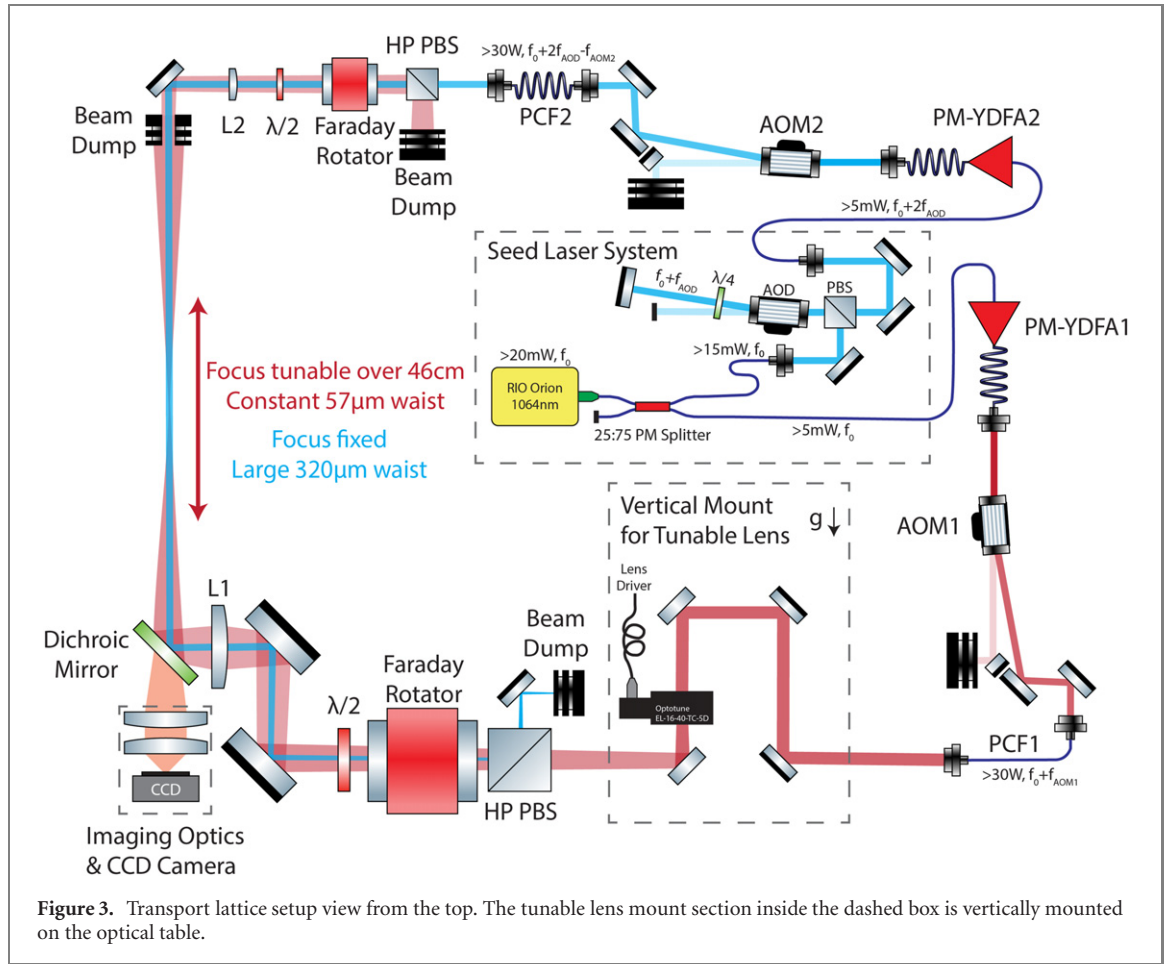 HP PBS
>30W, f0+2fAOD-fAOM2
Beam
Dump
L2
λ/2
Faraday
Rotator
Beam
Dump
PCF2
AOM2
PM-YDFA2
>5mW, f0+2fAOD
Seed Laser System
f0+fAOD
λ/4
AOD
PBS
>15mW, f0
>20mW, f0
RIO Orion
1064nm
25:75 PM Splitter
>5mW, f0
PM-YDFA1
Focus tunable over 46cm
Constant 57μm waist
Focus fixed
Large 320μm waist
Vertical Mount
for Tunable Lens
g
AOM1
Lens
Driver
L1
Beam
Dump
Dichroic
Mirror
Faraday
Rotator
λ/2
Optotune
EL-16-40-TC-5D
HP PBS
PCF1
>30W, f0+fAOM1
CCD
Imaging Optics
& CCD Camera
Figure 3. Transport lattice setup view from the top. The tunable lens mount section inside the dashed box is vertically mounted
on the optical table.